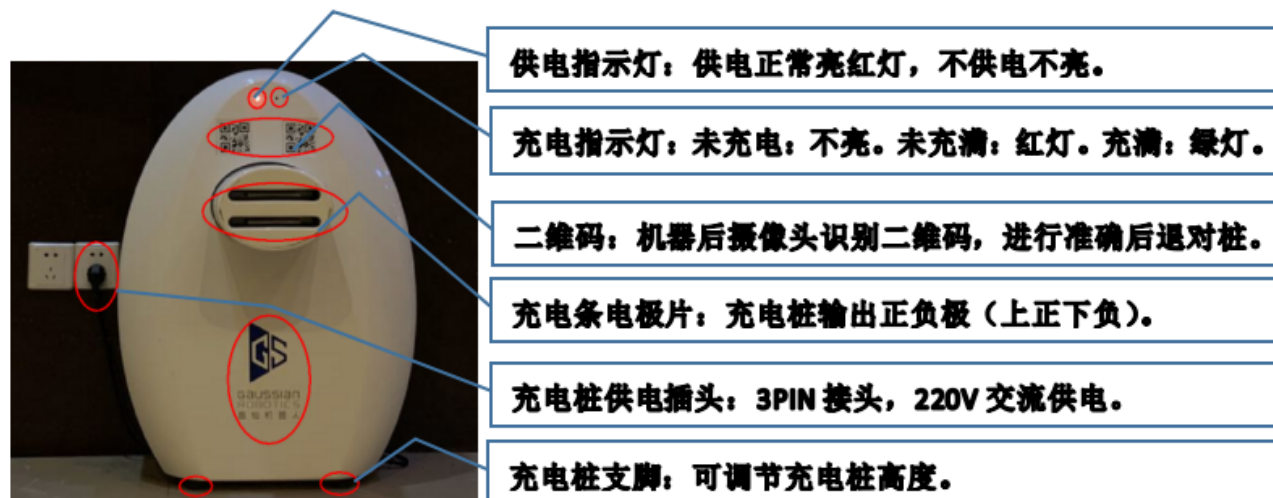 供电指示灯：供电正常亮红灯，不供电不亮。
充电指示灯：未充电：不亮。未充满：红灯。充满：绿灯。
二维码：机器后摄像头识别二维码，进行准确后退对桩。
充电条电极片：充电桩输出正负极（上正下负）。
GS
GAUSSIAN
ROBOTICS
高仙机器人
充电桩供电插头：3PIN 接头，220V 交流供电。
充电桩支脚：可调节充电桩高度。